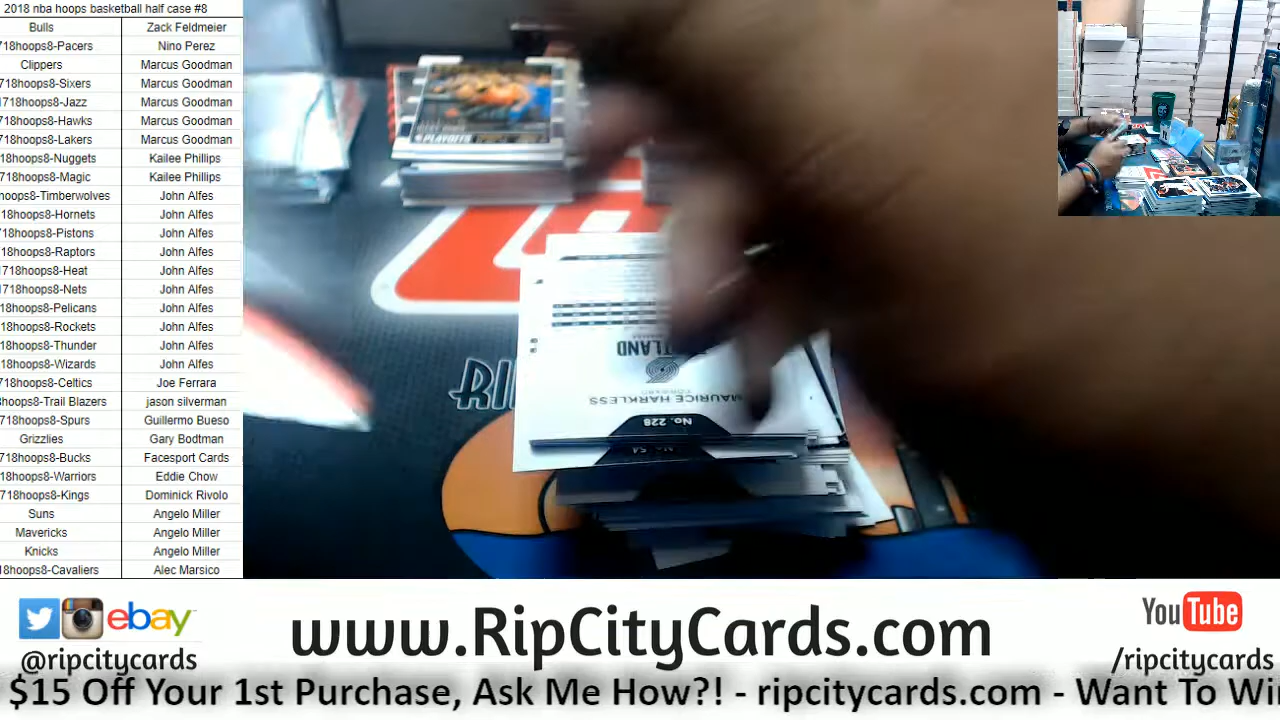 2018 nba hoops basketball half case #8
Bulls Zack Feldmeier
718hoops8-Pacers Nino Perez
Clippers Marcus Goodman
718hoops8-Sixers Marcus Goodman
718hoops8-Jazz Marcus Goodman
718hoops8-Hawks Marcus Goodman
718hoops8-Lakers Marcus Goodman
18hoops8-Nuggets Kailee Phillips
718hoops8-Magic Kailee Phillips
hoops8-Timberwolves John Alfes
18hoops8-Hornets John Alfes
718hoops8-Pistons John Alfes
18hoops8-Raptors John Alfes
1718hoops8-Heat John Alfes
1718hoops8-Nets John Alfes
18hoops8-Pelicans John Alfes
18hoops8-Rockets John Alfes
18hoops8-Thunder John Alfes
18hoops8-Wizards John Alfes
718hoops8-Celtics Joe Ferrara
hoops8-Trail Blazers jason silverman
718hoops8-Spurs Guillermo Bueso
Grizzlies Gary Bodtman
718hoops8-Bucks Facesport Cards
18hoops8-Warriors Eddie Chow
718hoops8-Kings Dominick Rivolo
Suns Angelo Miller
Mavericks Angelo Miller
Knicks Angelo Miller
18hoops8-Cavaliers Alec Marsico
PLAYOFFS
RI
TLAND
MAURICE HARKLESS
No. 228
No. 54
ebay
@ripcitycards
www.RipCityCards.com
YouTube
/ripcitycards
$15 Off Your 1st Purchase, Ask Me How?! - ripcitycards.com - Want To Wi